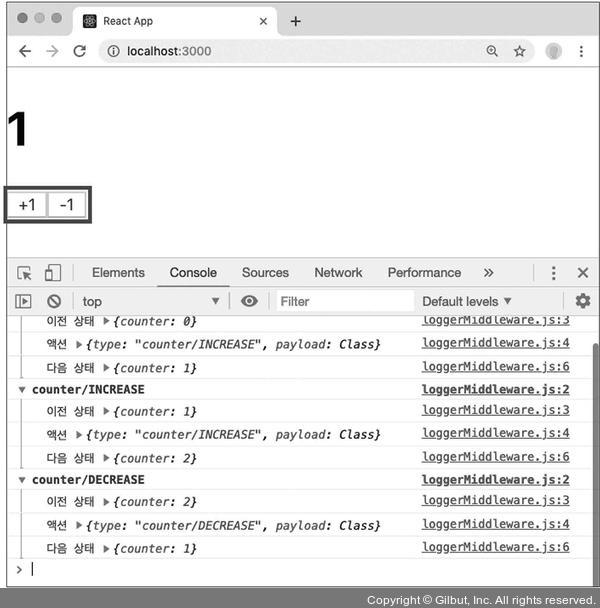 React App
localhost:3000
1
+1 -1
Elements Console Sources Network Performance
top Filter Default levels ▼
이전 상태 ▶{counter: 0} loggerMiddleware.js:3
액션 ▶{type: "counter/INCREASE", payload: Class} loggerMiddleware.js:4
다음 상태 ▶{counter: 1} loggerMiddleware.js:6
▼ counter/INCREASE loggerMiddleware.js:2
이전 상태 ▶{counter: 1} loggerMiddleware.js:3
액션 ▶{type: "counter/INCREASE", payload: Class} loggerMiddleware.js:4
다음 상태 ▶{counter: 2} loggerMiddleware.js:6
▼ counter/DECREASE loggerMiddleware.js:2
이전 상태 ▶{counter: 2} loggerMiddleware.js:3
액션 ▶{type: "counter/DECREASE", payload: Class} loggerMiddleware.js:4
다음 상태 ▶{counter: 1} loggerMiddleware.js:6
Copyright © Gilbut, Inc. All rights reserved.